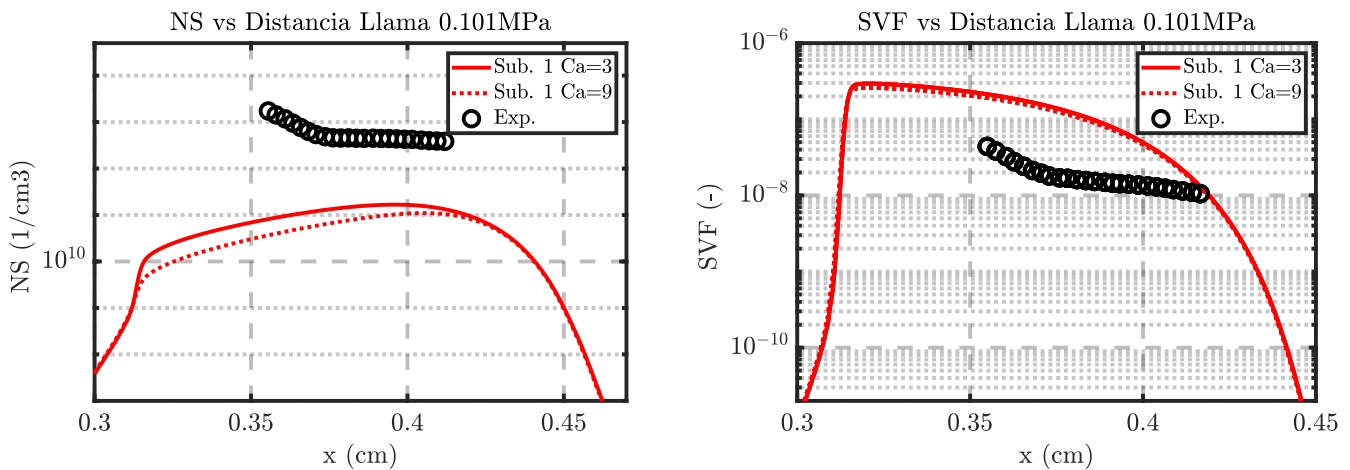 NS vs Distancia Llama 0.101MPa
Sub. 1 Ca=3
Sub. 1 Ca=9
Exp.
NS (1/cm3)
10^10
0.3 0.35 0.4 0.45
x (cm)
SVF vs Distancia Llama 0.101MPa
Sub. 1 Ca=3
Sub. 1 Ca=9
Exp.
SVF (-)
10^-6
10^-8
10^-10
0.3 0.35 0.4 0.45
x (cm)